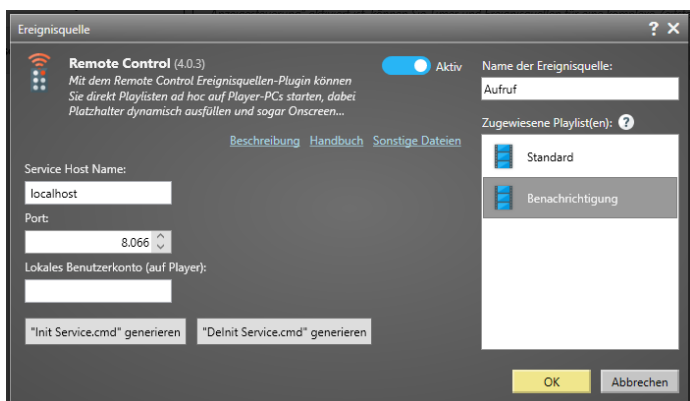 Ereignisquelle
? ×
Remote Control (4.0.3)
Aktiv
Mit dem Remote Control Ereignisquellen-Plugin können
Sie direkt Playlisten ad hoc auf Player-PCs starten, dabei
Platzhalter dynamisch ausfüllen und sogar Onscreen...
Beschreibung Handbuch Sonstige Dateien
Service Host Name:
localhost
Port:
8.066
Lokales Benutzerkonto (auf Player):
"Init Service.cmd" generieren
"DeInit Service.cmd" generieren
Name der Ereignisquelle:
Aufruf
Zugewiesene Playlist(en): ?
Standard
Benachrichtigung
OK
Abbrechen